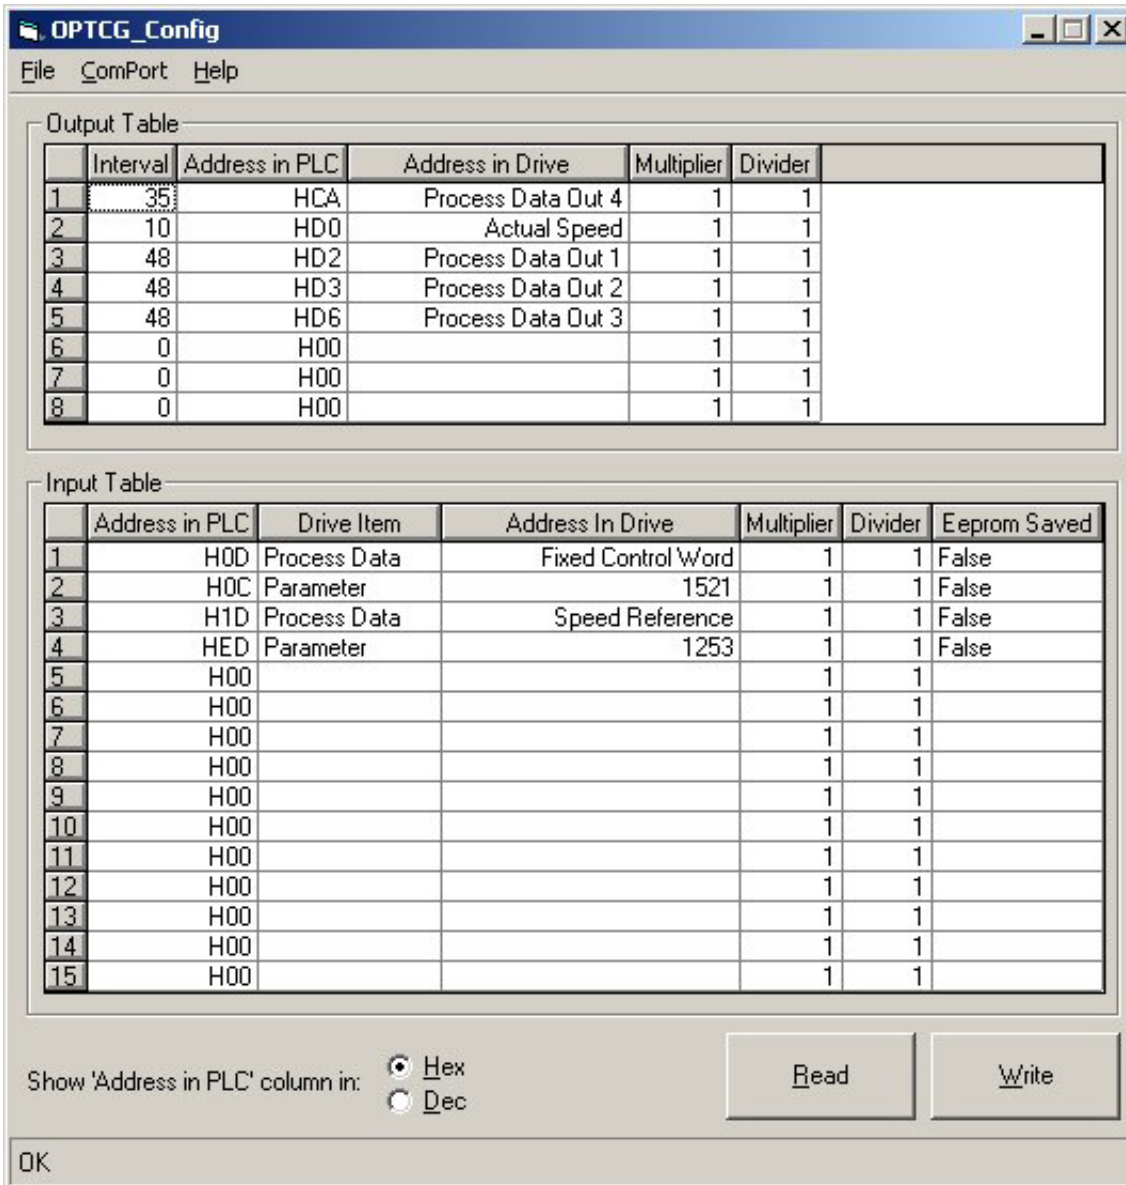 OPTCG_Config
File ComPort Help
Output Table
Interval Address in PLC Address in Drive Multiplier Divider
1 35 HCA Process Data Out 4 1 1
2 10 HD0 Actual Speed 1 1
3 48 HD2 Process Data Out 1 1 1
4 48 HD3 Process Data Out 2 1 1
5 48 HD6 Process Data Out 3 1 1
6 0 H00 1 1
7 0 H00 1 1
8 0 H00 1 1
Input Table
Address in PLC Drive Item Address In Drive Multiplier Divider Eeprom Saved
1 H0D Process Data Fixed Control Word 1 1 False
2 H0C Parameter 1521 1 1 False
3 H1D Process Data Speed Reference 1 1 False
4 HED Parameter 1253 1 1 False
5 H00 1 1
6 H00 1 1
7 H00 1 1
8 H00 1 1
9 H00 1 1
10 H00 1 1
11 H00 1 1
12 H00 1 1
13 H00 1 1
14 H00 1 1
15 H00 1 1
Show 'Address in PLC' column in: Hex
Dec
Read Write
OK